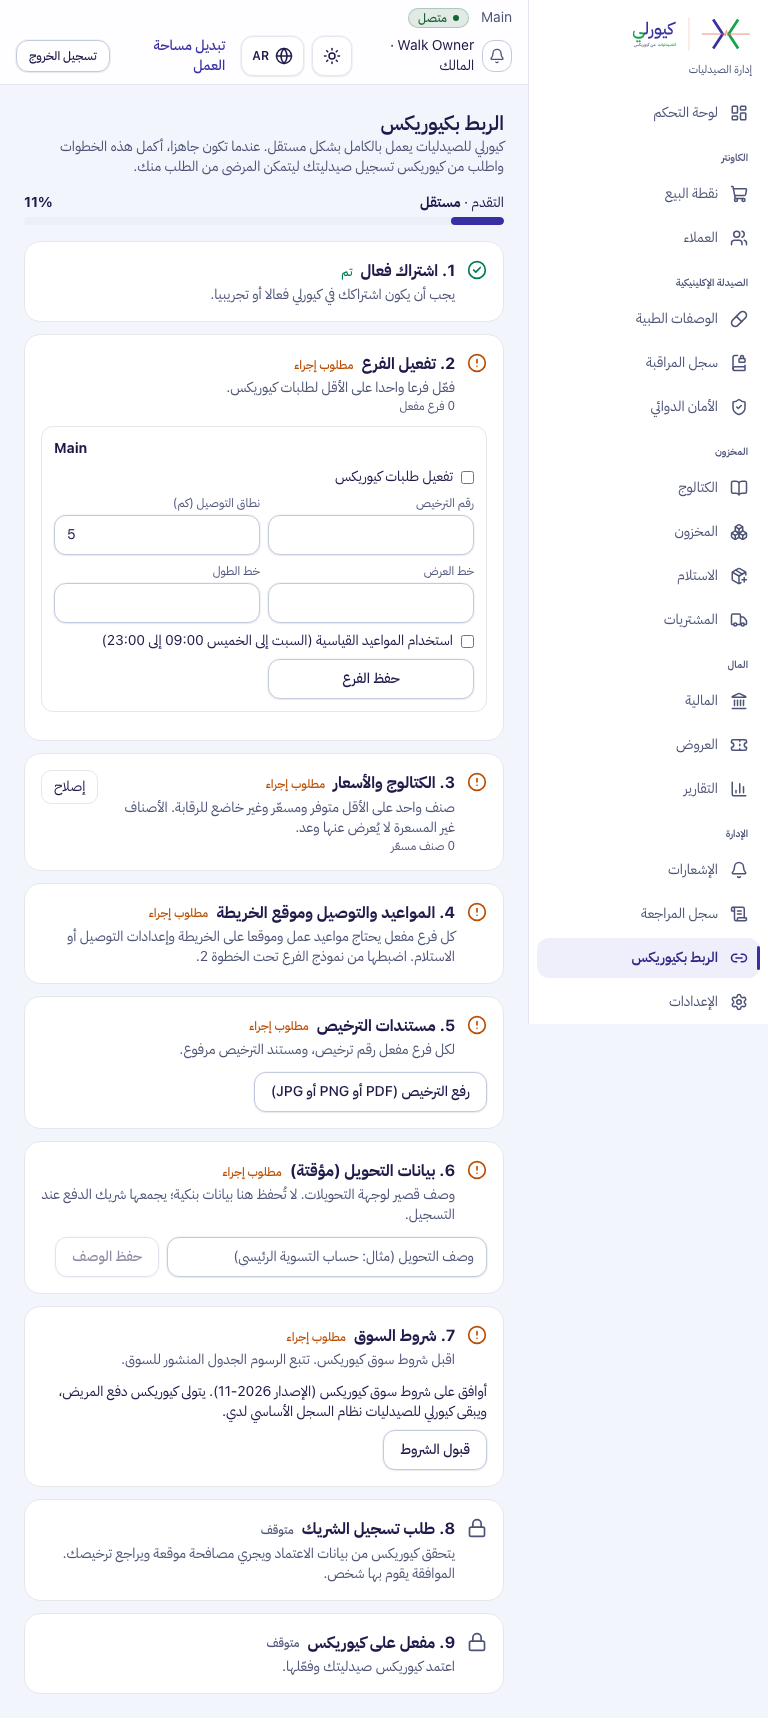 كيورلي
للصيدليات من كيوريكس
إدارة الصيدليات
لوحة التحكم
الكاونتر
نقطة البيع
العملاء
الصيدلة الإكلينيكية
الوصفات الطبية
سجل المراقبة
الأمان الدوائي
المخزون
الكتالوج
المخزون
الاستلام
المشتريات
المال
المالية
العروض
التقارير
الإدارة
الإشعارات
سجل المراجعة
الربط بكيوريكس
الإعدادات
Main
متصل
Walk Owner ·
المالك
AR
تبديل مساحة
العمل
تسجيل الخروج
الربط بكيوريكس
كيورلي للصيدليات يعمل بالكامل بشكل مستقل. عندما تكون جاهزا، أكمل هذه الخطوات
واطلب من كيوريكس تسجيل صيدليتك ليتمكن المرضى من الطلب منك.
التقدم · مستقل
11%
1. اشتراك فعال
تم
يجب أن يكون اشتراكك في كيورلي فعالا أو تجريبيا.
2. تفعيل الفرع
مطلوب إجراء
فعّل فرعا واحدا على الأقل لطلبات كيوريكس.
0 فرع مفعل
Main
تفعيل طلبات كيوريكس
رقم الترخيص
نطاق التوصيل (كم)
5
خط العرض
خط الطول
استخدام المواعيد القياسية (السبت إلى الخميس 09:00 إلى 23:00)
حفظ الفرع
3. الكتالوج والأسعار
مطلوب إجراء
إصلاح
صنف واحد على الأقل متوفر ومسعّر وغير خاضع للرقابة. الأصناف
غير المسعرة لا يُعرض عنها وعد.
0 صنف مسعّر
4. المواعيد والتوصيل وموقع الخريطة
مطلوب إجراء
كل فرع مفعل يحتاج مواعيد عمل وموقعا على الخريطة وإعدادات التوصيل أو
الاستلام. اضبطها من نموذج الفرع تحت الخطوة 2.
5. مستندات الترخيص
مطلوب إجراء
لكل فرع مفعل رقم ترخيص، ومستند الترخيص مرفوع.
رفع الترخيص (PDF أو PNG أو JPG)
6. بيانات التحويل (مؤقتة)
مطلوب إجراء
وصف قصير لوجهة التحويلات. لا تُحفظ هنا بيانات بنكية؛ يجمعها شريك الدفع عند
التسجيل.
وصف التحويل (مثال: حساب التسوية الرئيسي)
حفظ الوصف
7. شروط السوق
مطلوب إجراء
اقبل شروط سوق كيوريكس. تتبع الرسوم الجدول المنشور للسوق.
أوافق على شروط سوق كيوريكس (الإصدار 2026-11). يتولى كيوريكس دفع المريض،
ويبقى كيورلي للصيدليات نظام السجل الأساسي لدي.
قبول الشروط
8. طلب تسجيل الشريك
متوقف
يتحقق كيوريكس من بيانات الاعتماد ويجري مصافحة موقعة ويراجع ترخيصك.
الموافقة يقوم بها شخص.
9. مفعل على كيوريكس
متوقف
اعتمد كيوريكس صيدليتك وفعّلها.